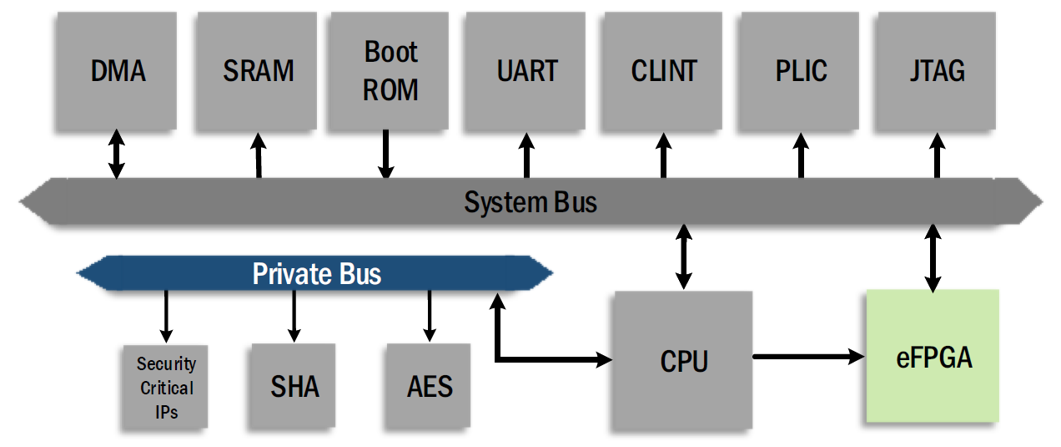 DMA
SRAM
Boot
ROM
UART
CLINT
PLIC
JTAG
System Bus
Private Bus
Security
Critical
IPs
SHA
AES
CPU
eFPGA